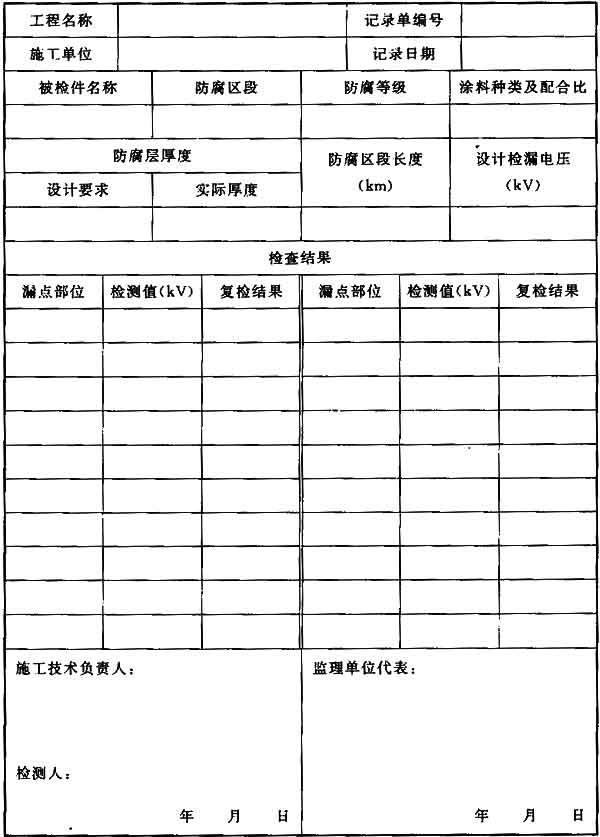 工程名称 记录单编号
施工单位 记录日期
被检件名称 防腐区段 防腐等级 涂料种类及配合比
防腐层厚度 防腐区段长度 设计检漏电压
设计要求 实际厚度 (km) (kV)
检查结果
漏点部位 检测值(kV) 复检结果 漏点部位 检测值(kV) 复检结果
施工技术负责人： 监理单位代表：
检测人：
年 月 日 年 月 日